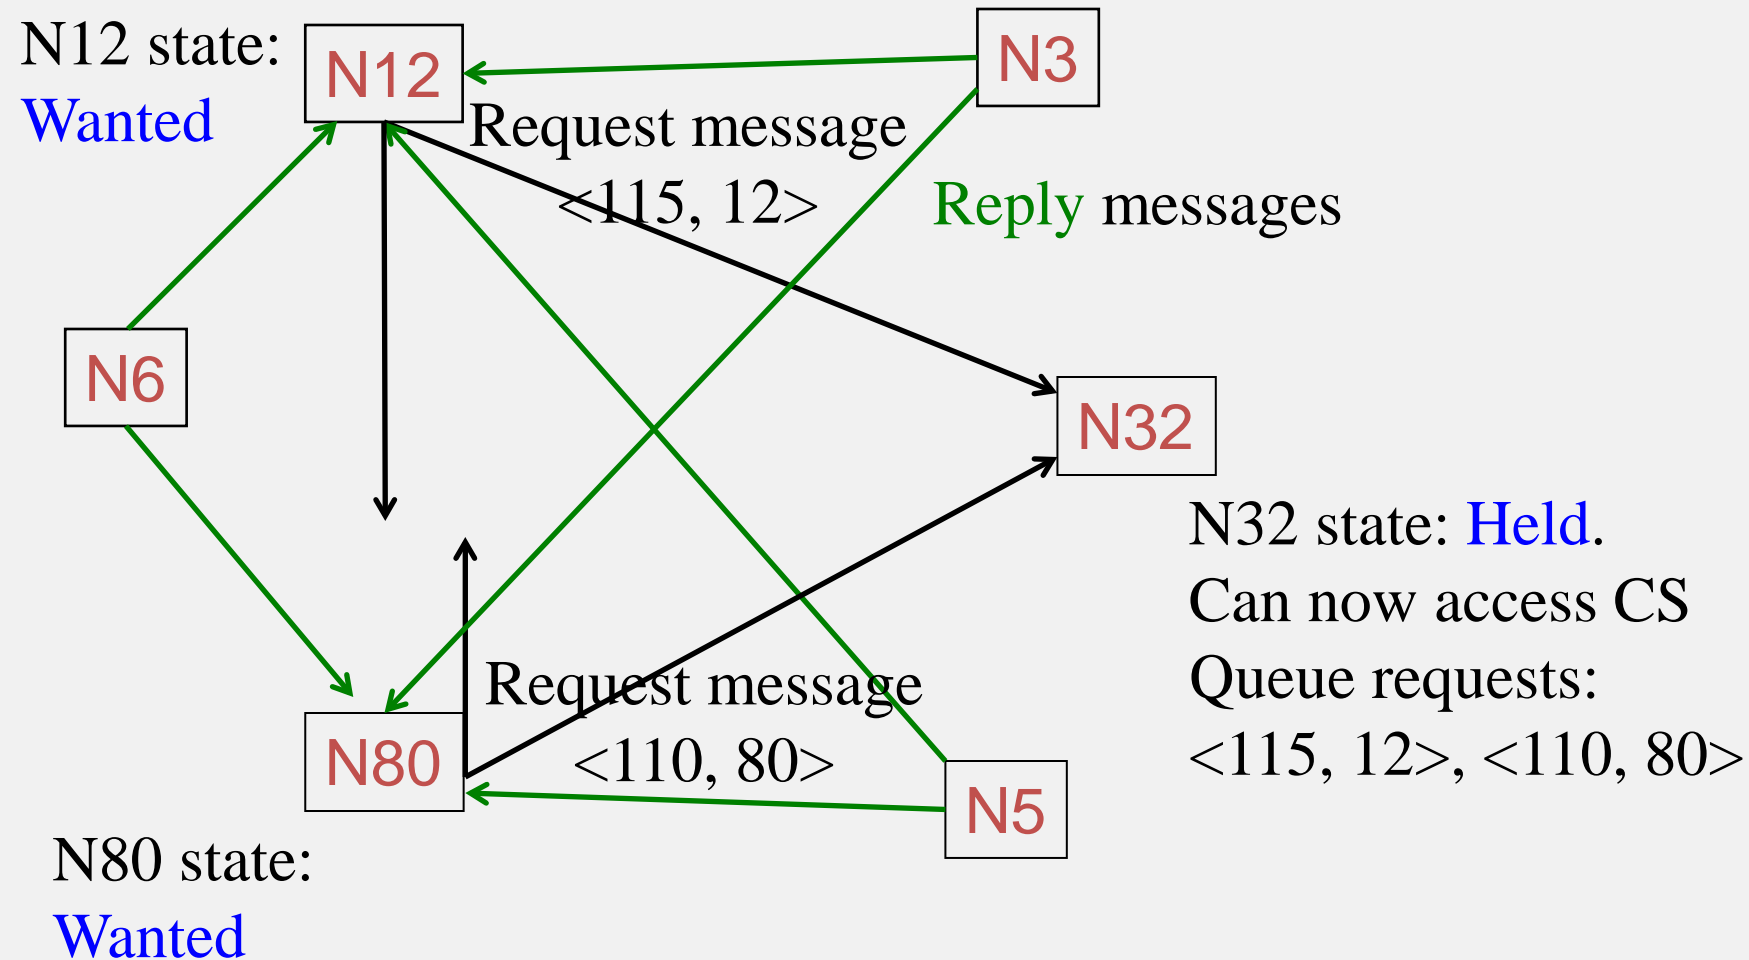 N12 state:
Wanted
N12
N3
Request message
<115, 12>
Reply messages
N6
N32
N32 state: Held.
Can now access CS
Queue requests:
<115, 12>, <110, 80>
Request message
<110, 80>
N80
N5
N80 state:
Wanted